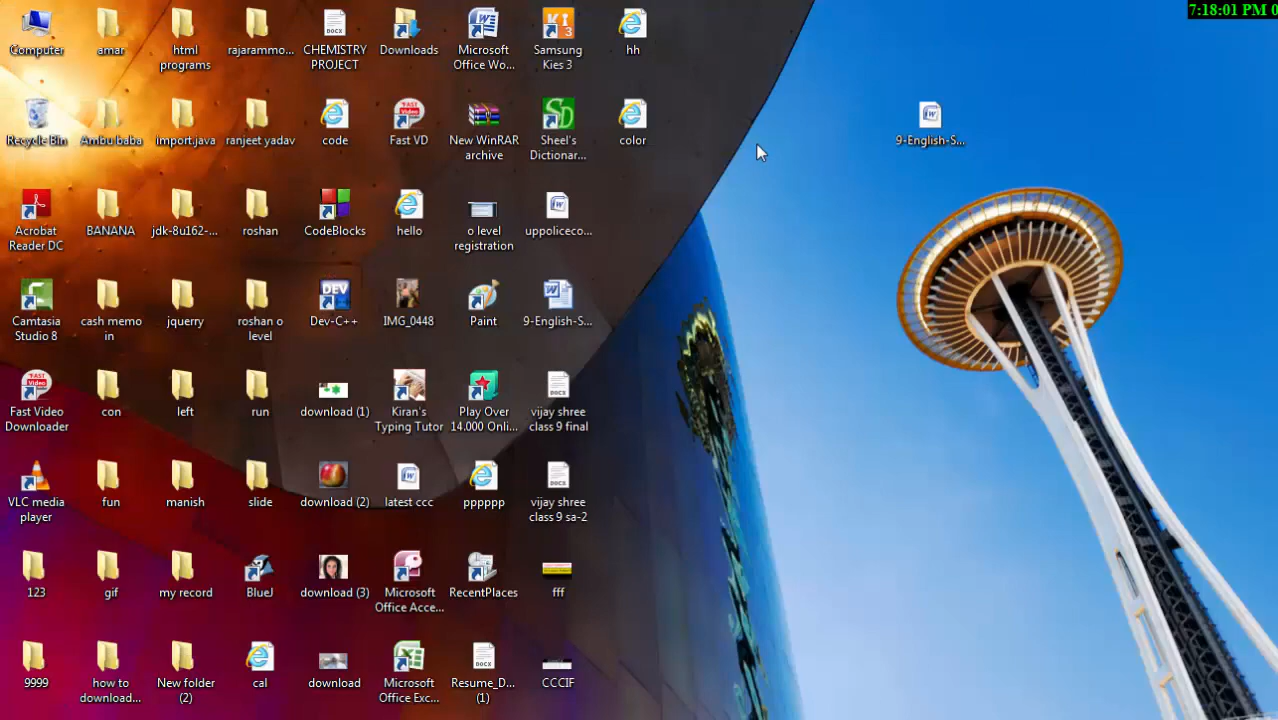 7:18:01 PM 0
Computer
amar
html
programs
rajarammo...
CHEMISTRY
PROJECT
Downloads
Microsoft
Office Wo...
Samsung
Kies 3
hh
Recycle Bin
Ambu baba
import.java
ranjeet yadav
code
Fast VD
New WinRAR
archive
Sheel's
Dictionar...
color
9-English-S...
Acrobat
Reader DC
BANANA
jdk-8u162-...
roshan
CodeBlocks
hello
o level
registration
uppoliceco...
Camtasia
Studio 8
cash memo
in
jquerry
roshan o
level
Dev-C++
IMG_0448
Paint
9-English-S...
Fast Video
Downloader
con
left
run
download (1)
Kiran's
Typing Tutor
Play Over
14.000 Onli...
vijay shree
class 9 final
VLC media
player
fun
manish
slide
download (2)
latest ccc
pppppp
vijay shree
class 9 sa-2
123
gif
my record
BlueJ
download (3)
Microsoft
Office Acce...
RecentPlaces
fff
9999
how to
download...
New folder
(2)
cal
download
Microsoft
Office Exc...
Resume_D...
(1)
CCCIF